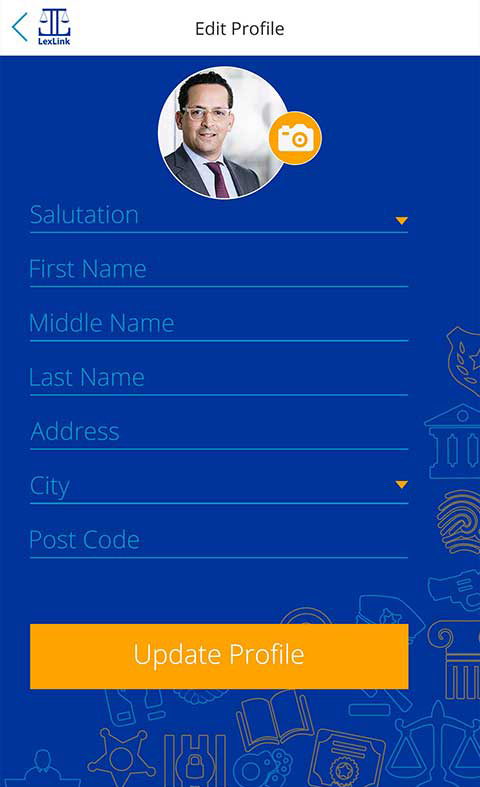 LexLink
Edit Profile
Salutation
First Name
Middle Name
Last Name
Address
City
Post Code
Update Profile